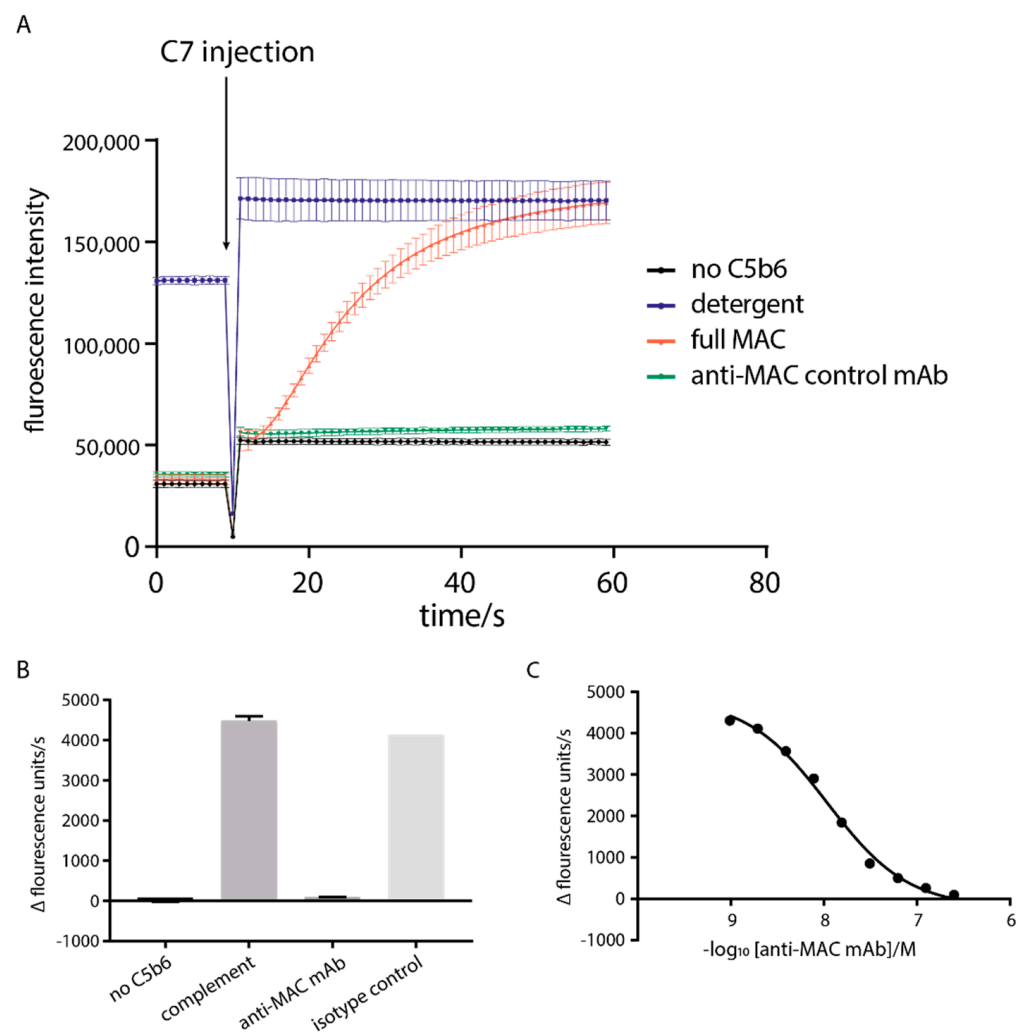 A
C7 injection
200,000
150,000
100,000
50,000
0
fluroescence intensity
0 20 40 60 80
time/s
no C5b6
detergent
full MAC
anti-MAC control mAb
B
5000
4000
3000
2000
1000
0
-1000
Δ flourescence units/s
no C5b6
complement
anti-MAC mAb
isotype control
C
5000
4000
3000
2000
1000
0
-1000
Δ flourescence units/s
9 8 7 6
-log₁₀ [anti-MAC mAb]/M